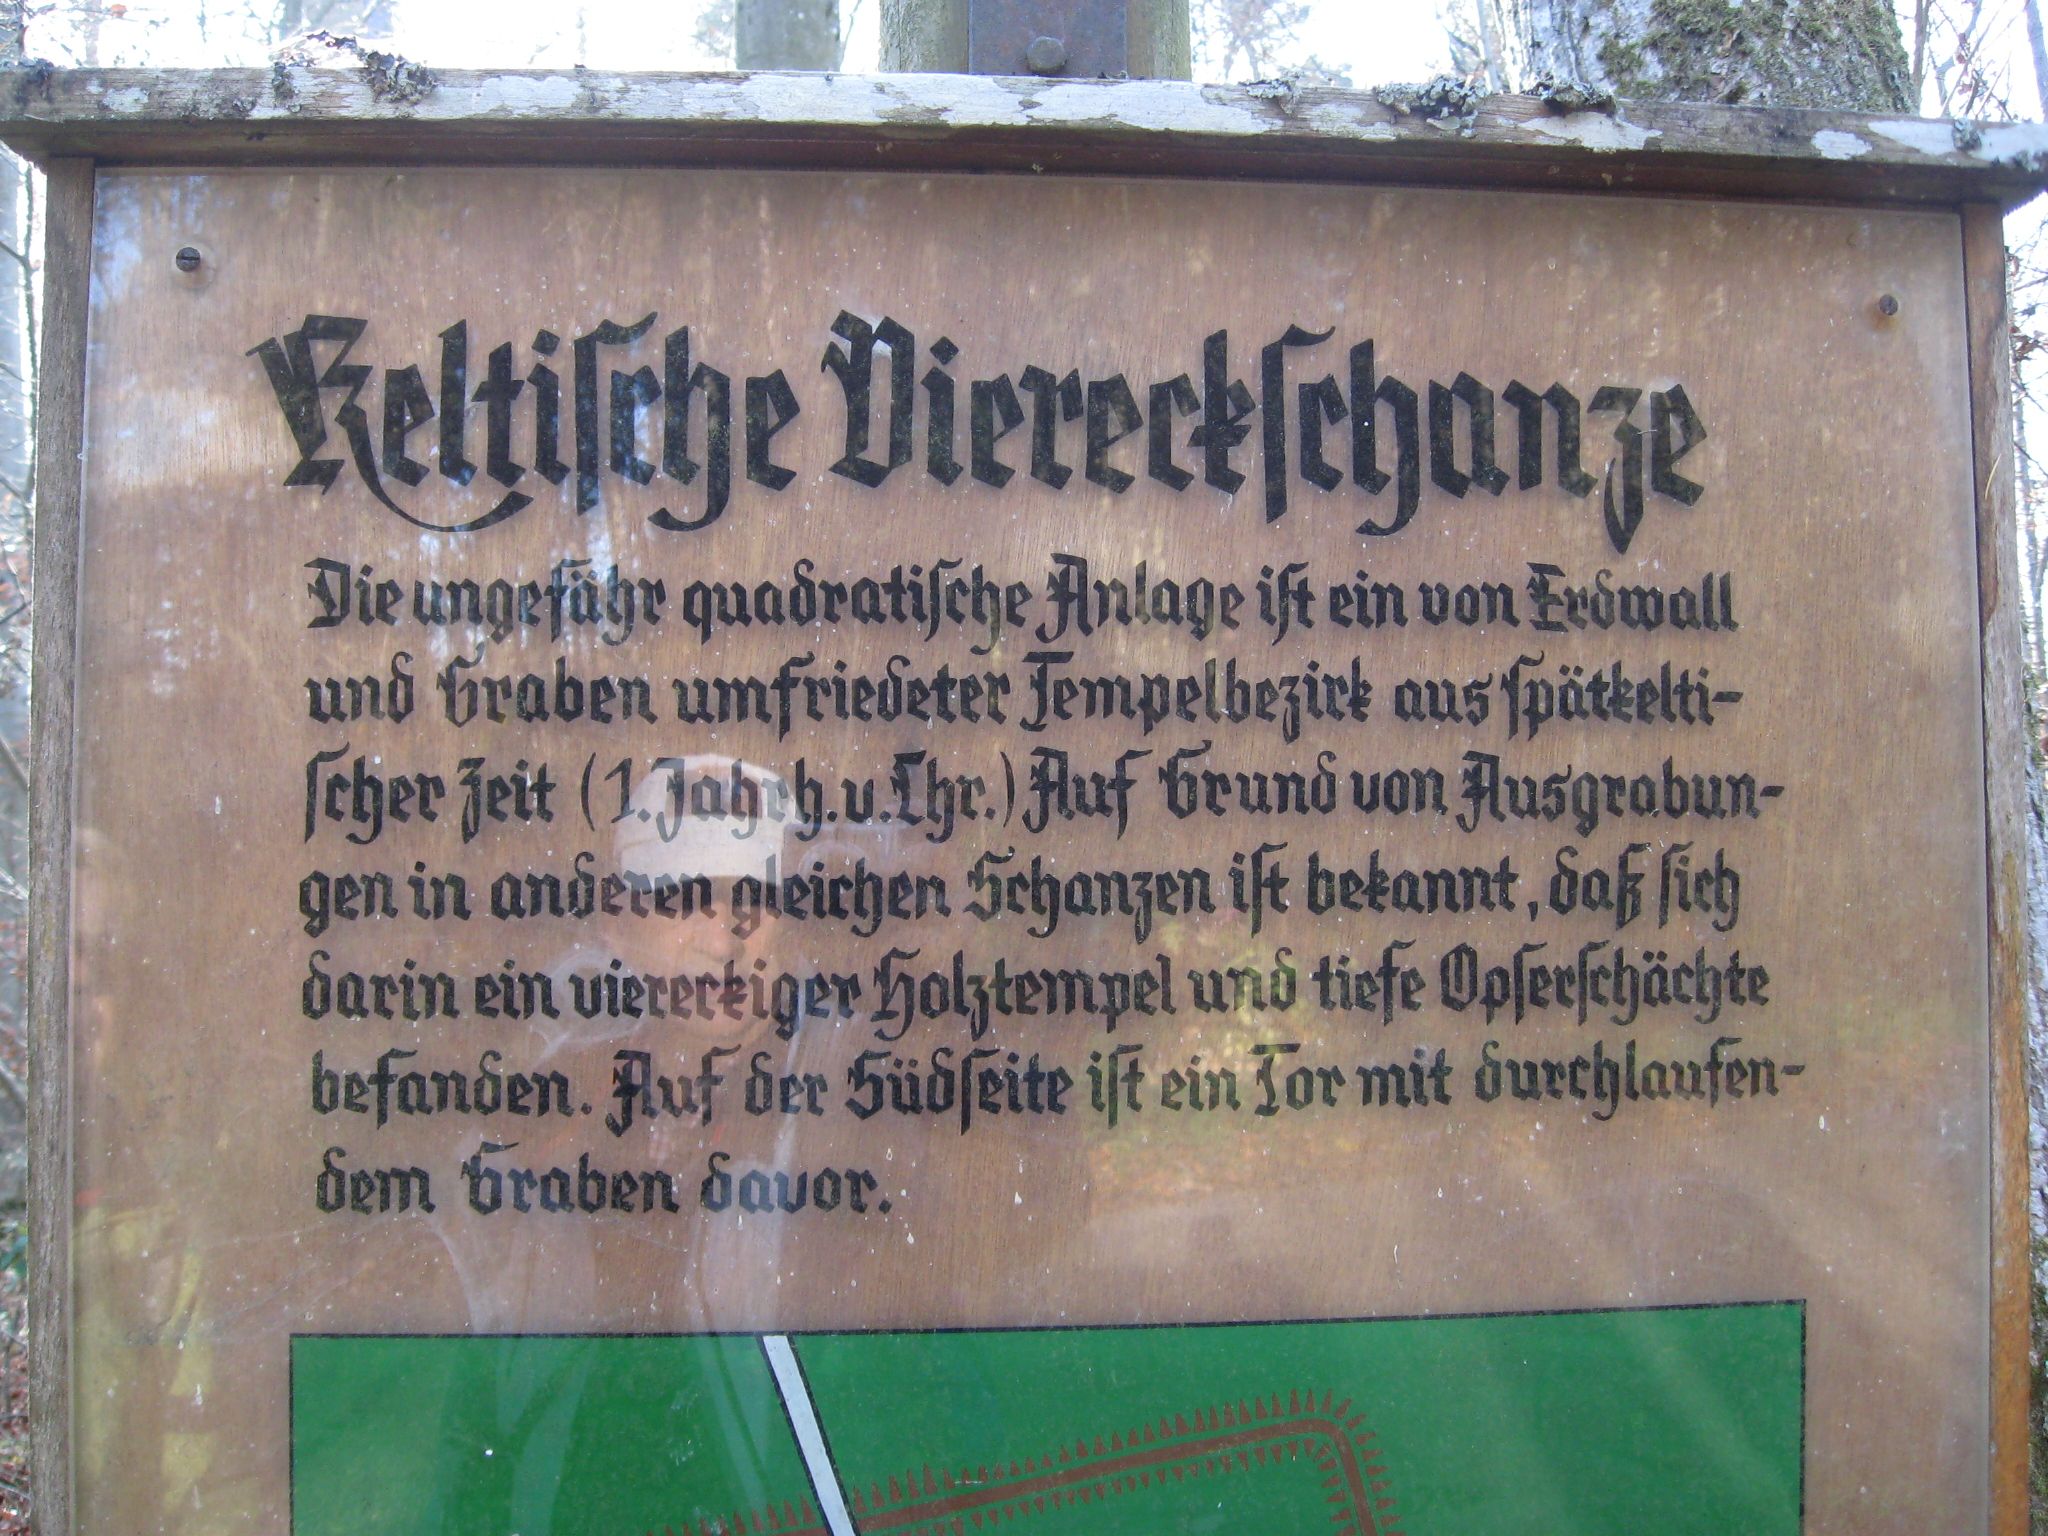 Keltische Viereckschanze
Die ungefähr quadratische Anlage ist ein von Erdwall
und Graben umfriedeter Tempelbezirk aus spätkelti-
scher Zeit (1. Jahrh. v. Chr.) Auf Grund von Ausgrabun-
gen in anderen gleichen Schanzen ist bekannt, daß sich
darin ein viereckiger Holztempel und tiefe Opferschächte
befanden. Auf der Südseite ist ein Tor mit durchlaufen-
dem Graben davor.